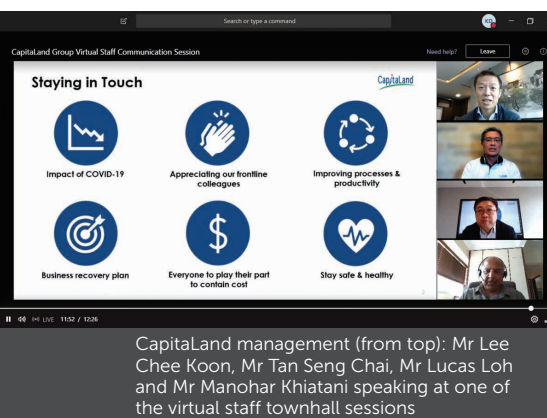 Search or type a command
KD
CapitaLand Group Virtual Staff Communication Session
Need help?
Leave
Staying in Touch
CapitaLand
Impact of COVID-19
Appreciating our frontline
colleagues
Improving processes &
productivity
Business recovery plan
$
Everyone to play their part
to contain cost
Stay safe & healthy
LIVE 11:52 / 12:26
CapitaLand management (from top): Mr Lee
Chee Koon, Mr Tan Seng Chai, Mr Lucas Loh
and Mr Manohar Khiatani speaking at one of
the virtual staff townhall sessions